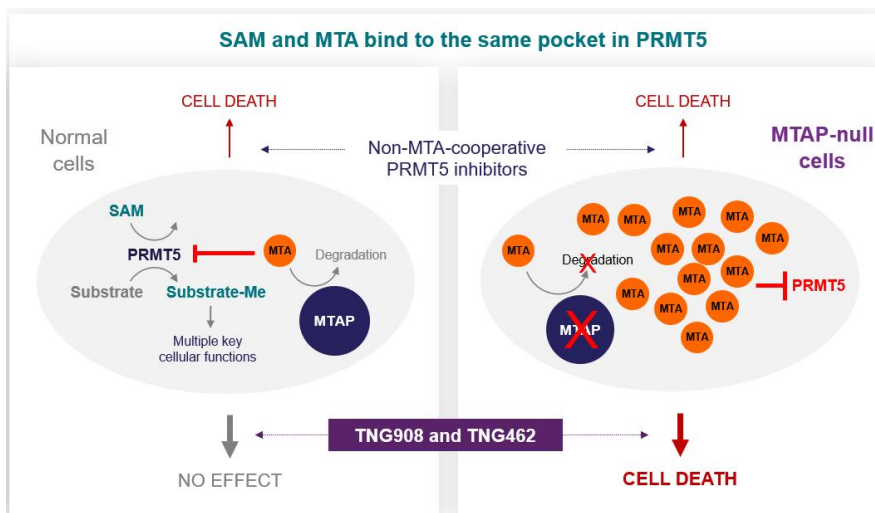 SAM and MTA bind to the same pocket in PRMT5
CELL DEATH
Normal
cells
SAM
PRMT5
MTA
Degradation
Substrate
Substrate-Me
MTAP
Multiple key
cellular functions
NO EFFECT
Non-MTA-cooperative
PRMT5 inhibitors
TNG908 and TNG462
CELL DEATH
MTAP-null
cells
MTA
Degradation
MTAP
MTA
MTA
MTA
MTA
MTA
MTA
MTA
MTA
MTA
MTA
MTA
MTA
MTA
PRMT5
CELL DEATH